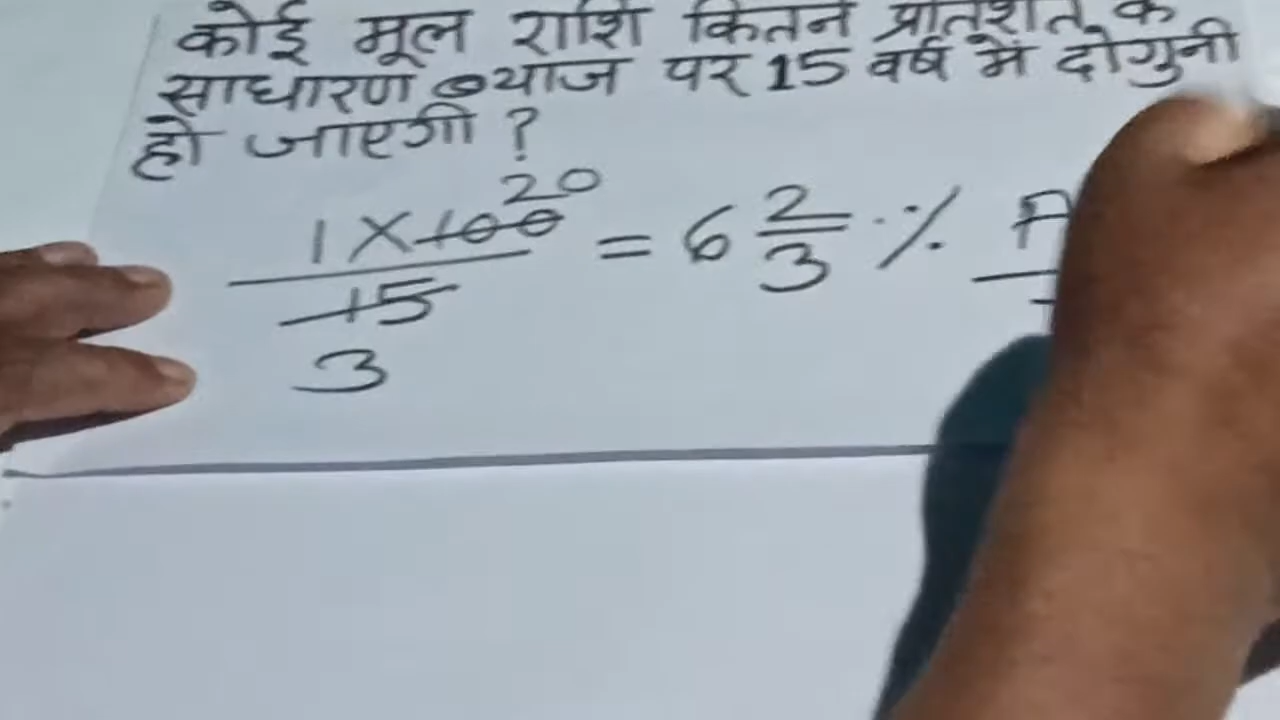 कोई मूल राशि कितने प्रतिशत के
साधारण ब्याज पर 15 वर्ष में दोगुनी
हो जाएगी ?
20
1 × 100 = 6 2/3 %
15
3